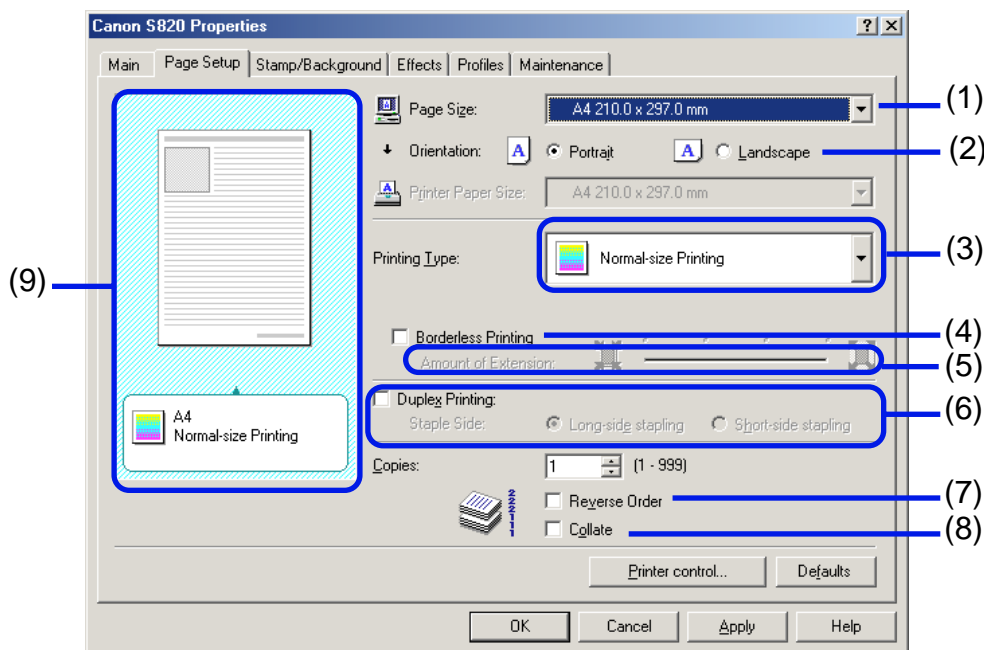 Canon S820 Properties
Main Page Setup Stamp/Background Effects Profiles Maintenance
Page Size: A4 210.0 x 297.0 mm (1)
Orientation: A Portrait A Landscape (2)
Printer Paper Size: A4 210.0 x 297.0 mm
Printing Type: Normal-size Printing (3)
(9)
Borderless Printing (4)
Amount of Extension: (5)
Duplex Printing:
Staple Side: Long-side stapling Short-side stapling (6)
A4
Normal-size Printing
Copies: 1 (1 - 999)
Reverse Order (7)
Collate (8)
222111
Printer control... Defaults
OK Cancel Apply Help